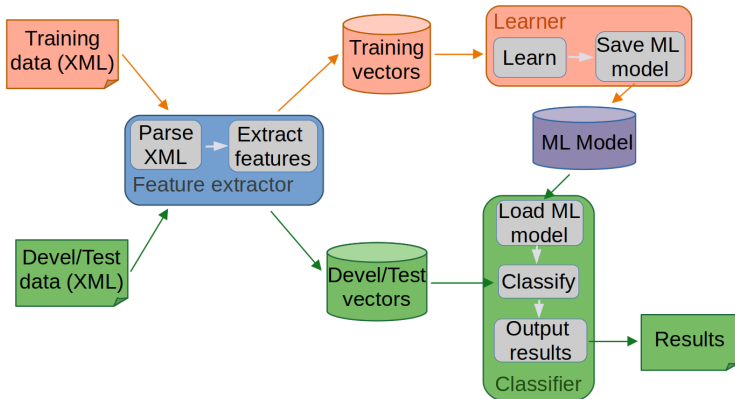 Training
data (XML)
Training
vectors
Learner
Learn
Save ML
model
Parse
XML
Extract
features
Feature extractor
ML Model
Devel/Test
data (XML)
Devel/Test
vectors
Load ML
model
Classify
Output
results
Classifier
Results